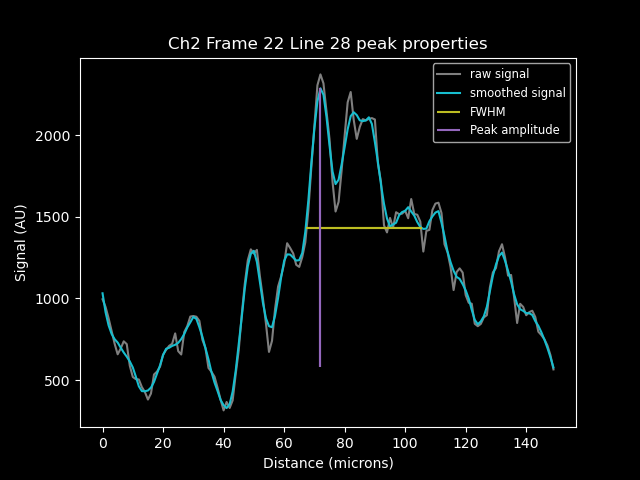 Ch2 Frame 22 Line 28 peak properties
raw signal
smoothed signal
FWHM
Peak amplitude
2000
1500
1000
500
Signal (AU)
0 20 40 60 80 100 120 140
Distance (microns)